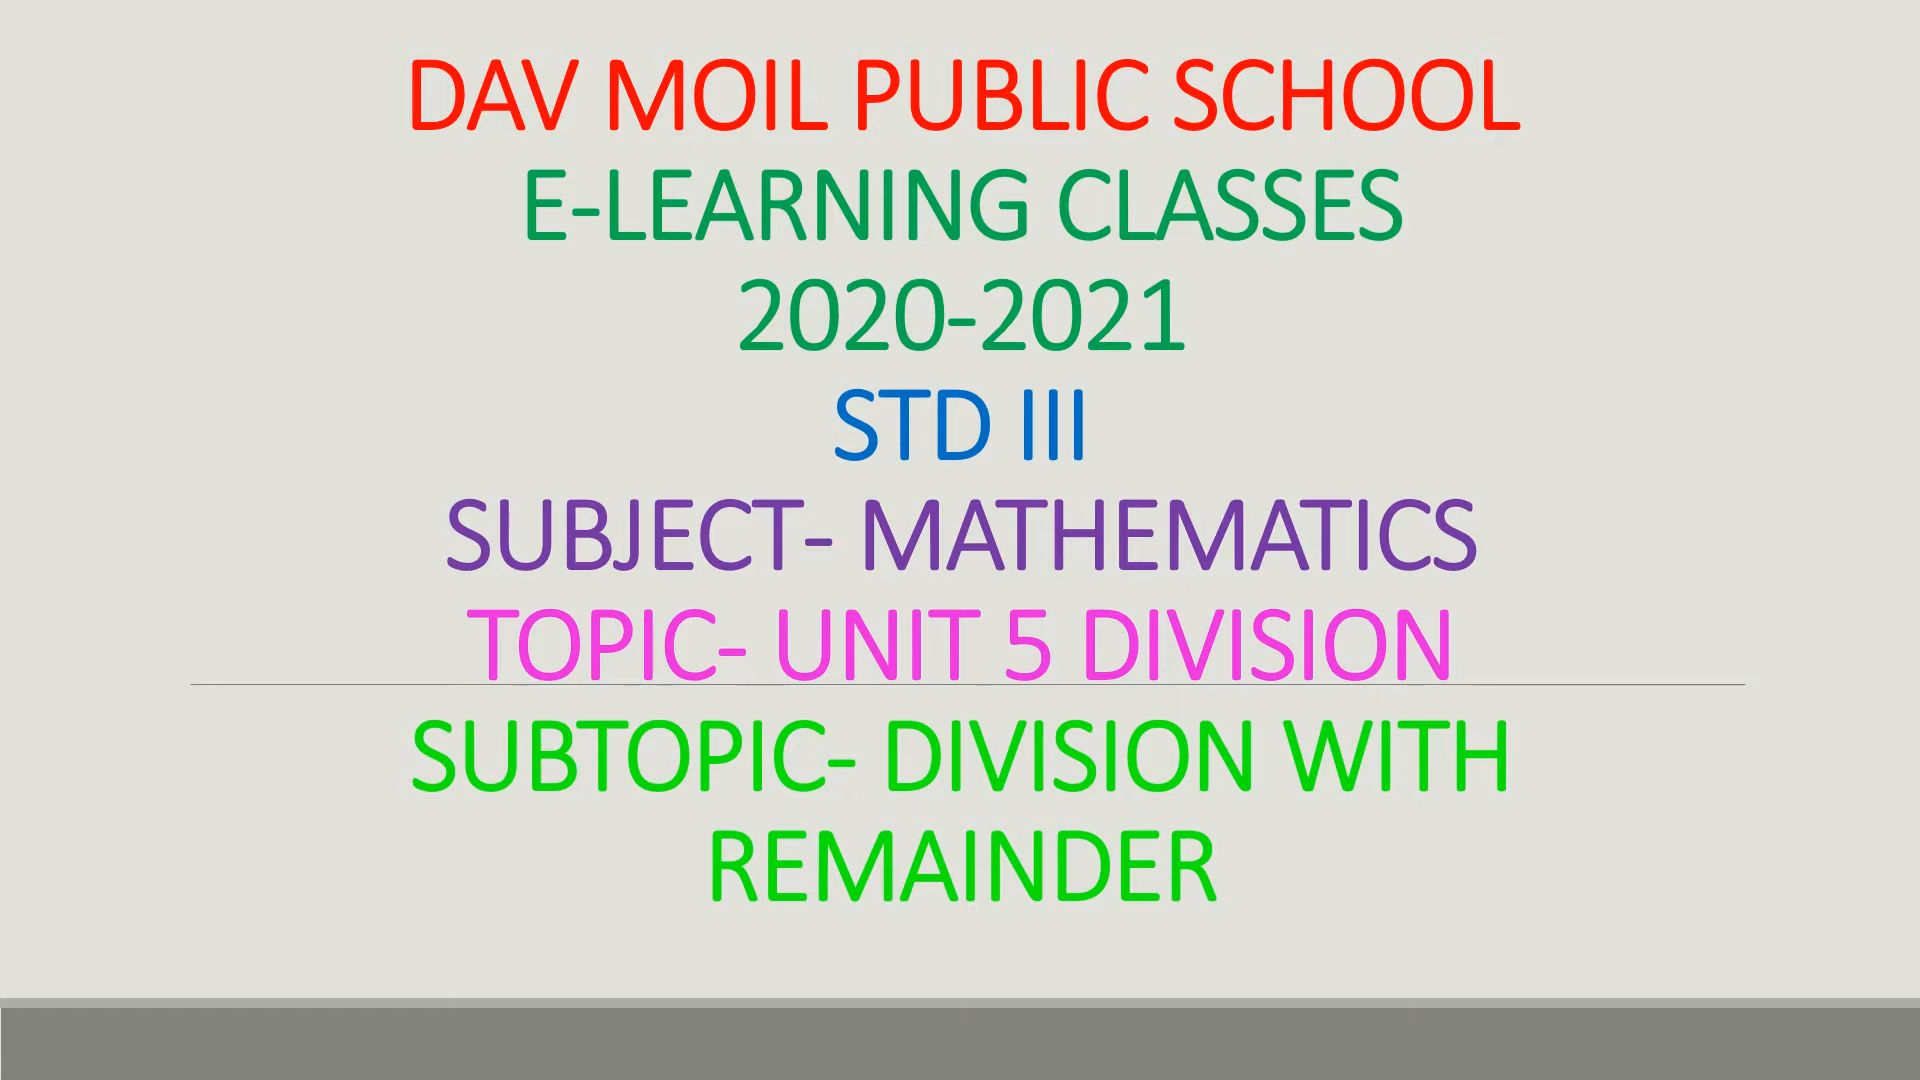 DAV MOIL PUBLIC SCHOOL
E-LEARNING CLASSES
2020-2021
STD III
SUBJECT- MATHEMATICS
TOPIC- UNIT 5 DIVISION
SUBTOPIC- DIVISION WITH
REMAINDER